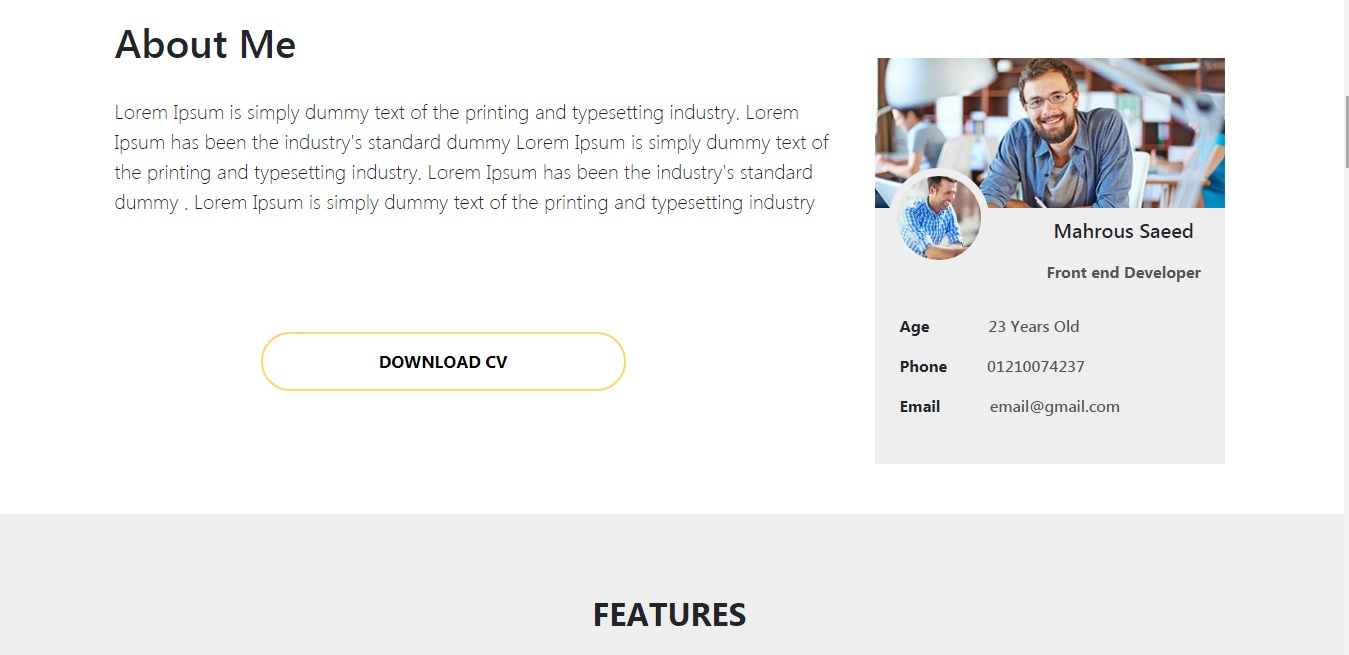 About Me
Lorem Ipsum is simply dummy text of the printing and typesetting industry. Lorem
Ipsum has been the industry's standard dummy Lorem Ipsum is simply dummy text of
the printing and typesetting industry. Lorem Ipsum has been the industry's standard
dummy . Lorem Ipsum is simply dummy text of the printing and typesetting industry
DOWNLOAD CV
Mahrous Saeed
Front end Developer
Age 23 Years Old
Phone 01210074237
Email email@gmail.com
FEATURES